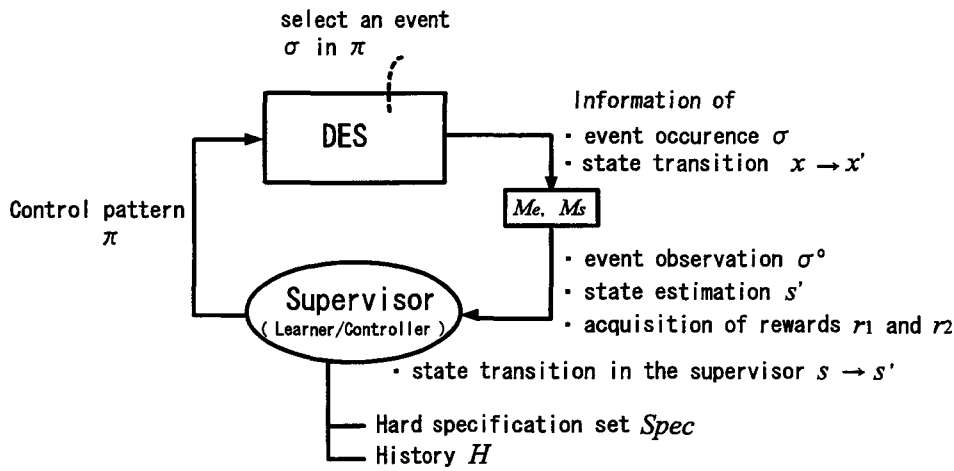 select an event
σ in π
DES
Information of
· event occurence σ
· state transition x → x'
Me, Ms
Control pattern
π
· event observation σ°
· state estimation s'
· acquisition of rewards r1 and r2
Supervisor
( Learner/Controller )
· state transition in the supervisor s → s'
Hard specification set Spec
History H